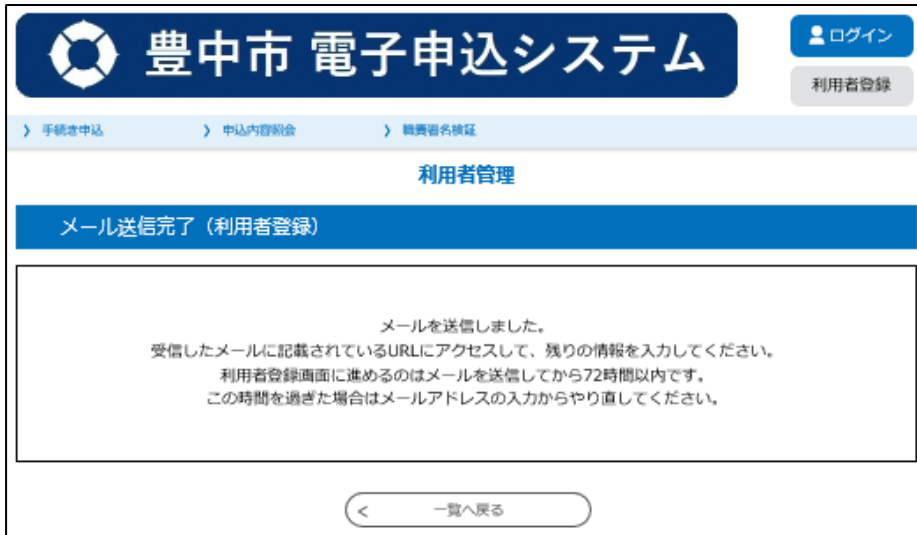 豊中市 電子申込システム
ログイン
利用者登録
> 手続き申込 > 申込内容照会 > 職責署名検証
利用者管理
メール送信完了（利用者登録）
メールを送信しました。
受信したメールに記載されているURLにアクセスして、残りの情報を入力してください。
利用者登録画面に進めるのはメールを送信してから72時間以内です。
この時間を過ぎた場合はメールアドレスの入力からやり直してください。
< 一覧へ戻る